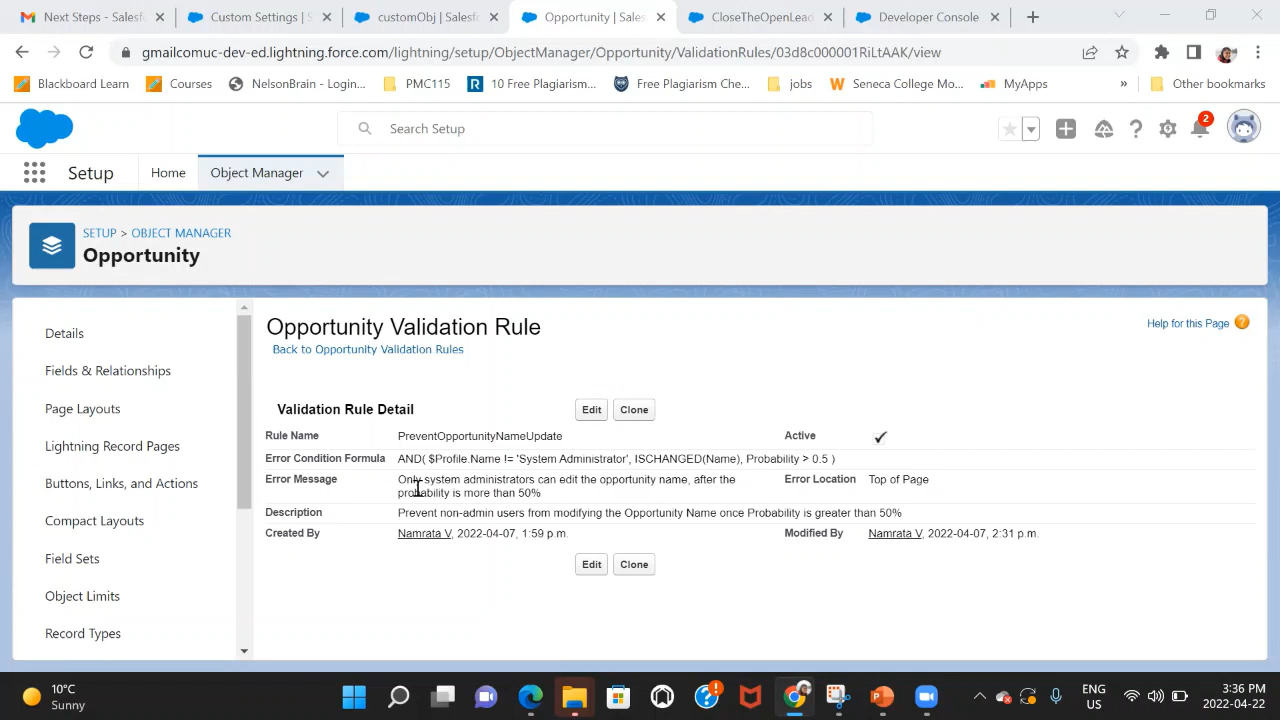 Next Steps - Salesf
Custom Settings | S
customObj | Salesfo
Opportunity | Sales
CloseTheOpenLead
Developer Console
gmailcomuc-dev-ed.lightning.force.com/lightning/setup/ObjectManager/Opportunity/ValidationRules/03d8c000001RiLtAAK/view
Blackboard Learn
Courses
NelsonBrain - Login...
PMC115
10 Free Plagiarism...
Free Plagiarism Che...
jobs
Seneca College Mo...
MyApps
»
Other bookmarks
Search Setup
2
Setup
Home
Object Manager
SETUP > OBJECT MANAGER
Opportunity
Details
Fields & Relationships
Page Layouts
Lightning Record Pages
Buttons, Links, and Actions
Compact Layouts
Field Sets
Object Limits
Record Types
Opportunity Validation Rule
Help for this Page
Back to Opportunity Validation Rules
Validation Rule Detail
Edit
Clone
Rule Name
PreventOpportunityNameUpdate
Active
Error Condition Formula
AND( $Profile.Name != 'System Administrator', ISCHANGED(Name), Probability > 0.5 )
Error Message
Only system administrators can edit the opportunity name, after the
probability is more than 50%
Error Location
Top of Page
Description
Prevent non-admin users from modifying the Opportunity Name once Probability is greater than 50%
Created By
Namrata V, 2022-04-07, 1:59 p.m.
Modified By
Namrata V, 2022-04-07, 2:31 p.m.
Edit
Clone
10°C
Sunny
ENG
US
3:36 PM
2022-04-22